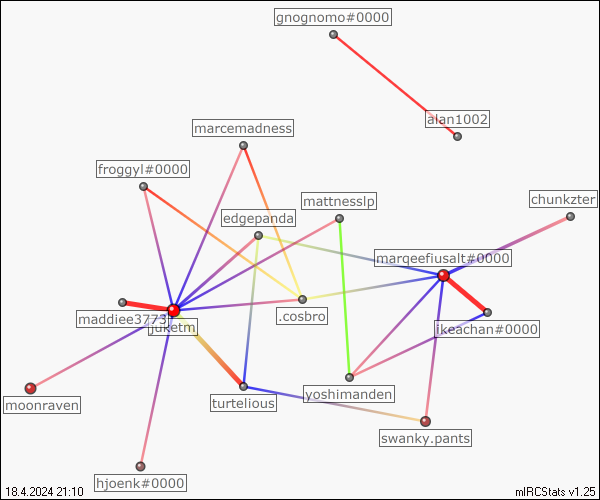 gnognomo#0000
alan1002
marcemadness
froggyl#0000
chunkzter
mattnesslp
edgepanda
marqeefiusalt#0000
.cosbro
maddiee3773
juketm
ikeachan#0000
moonraven
turtelious
yoshimanden
swanky.pants
hjoenk#0000
18.4.2024 21:10
mIRCStats v1.25